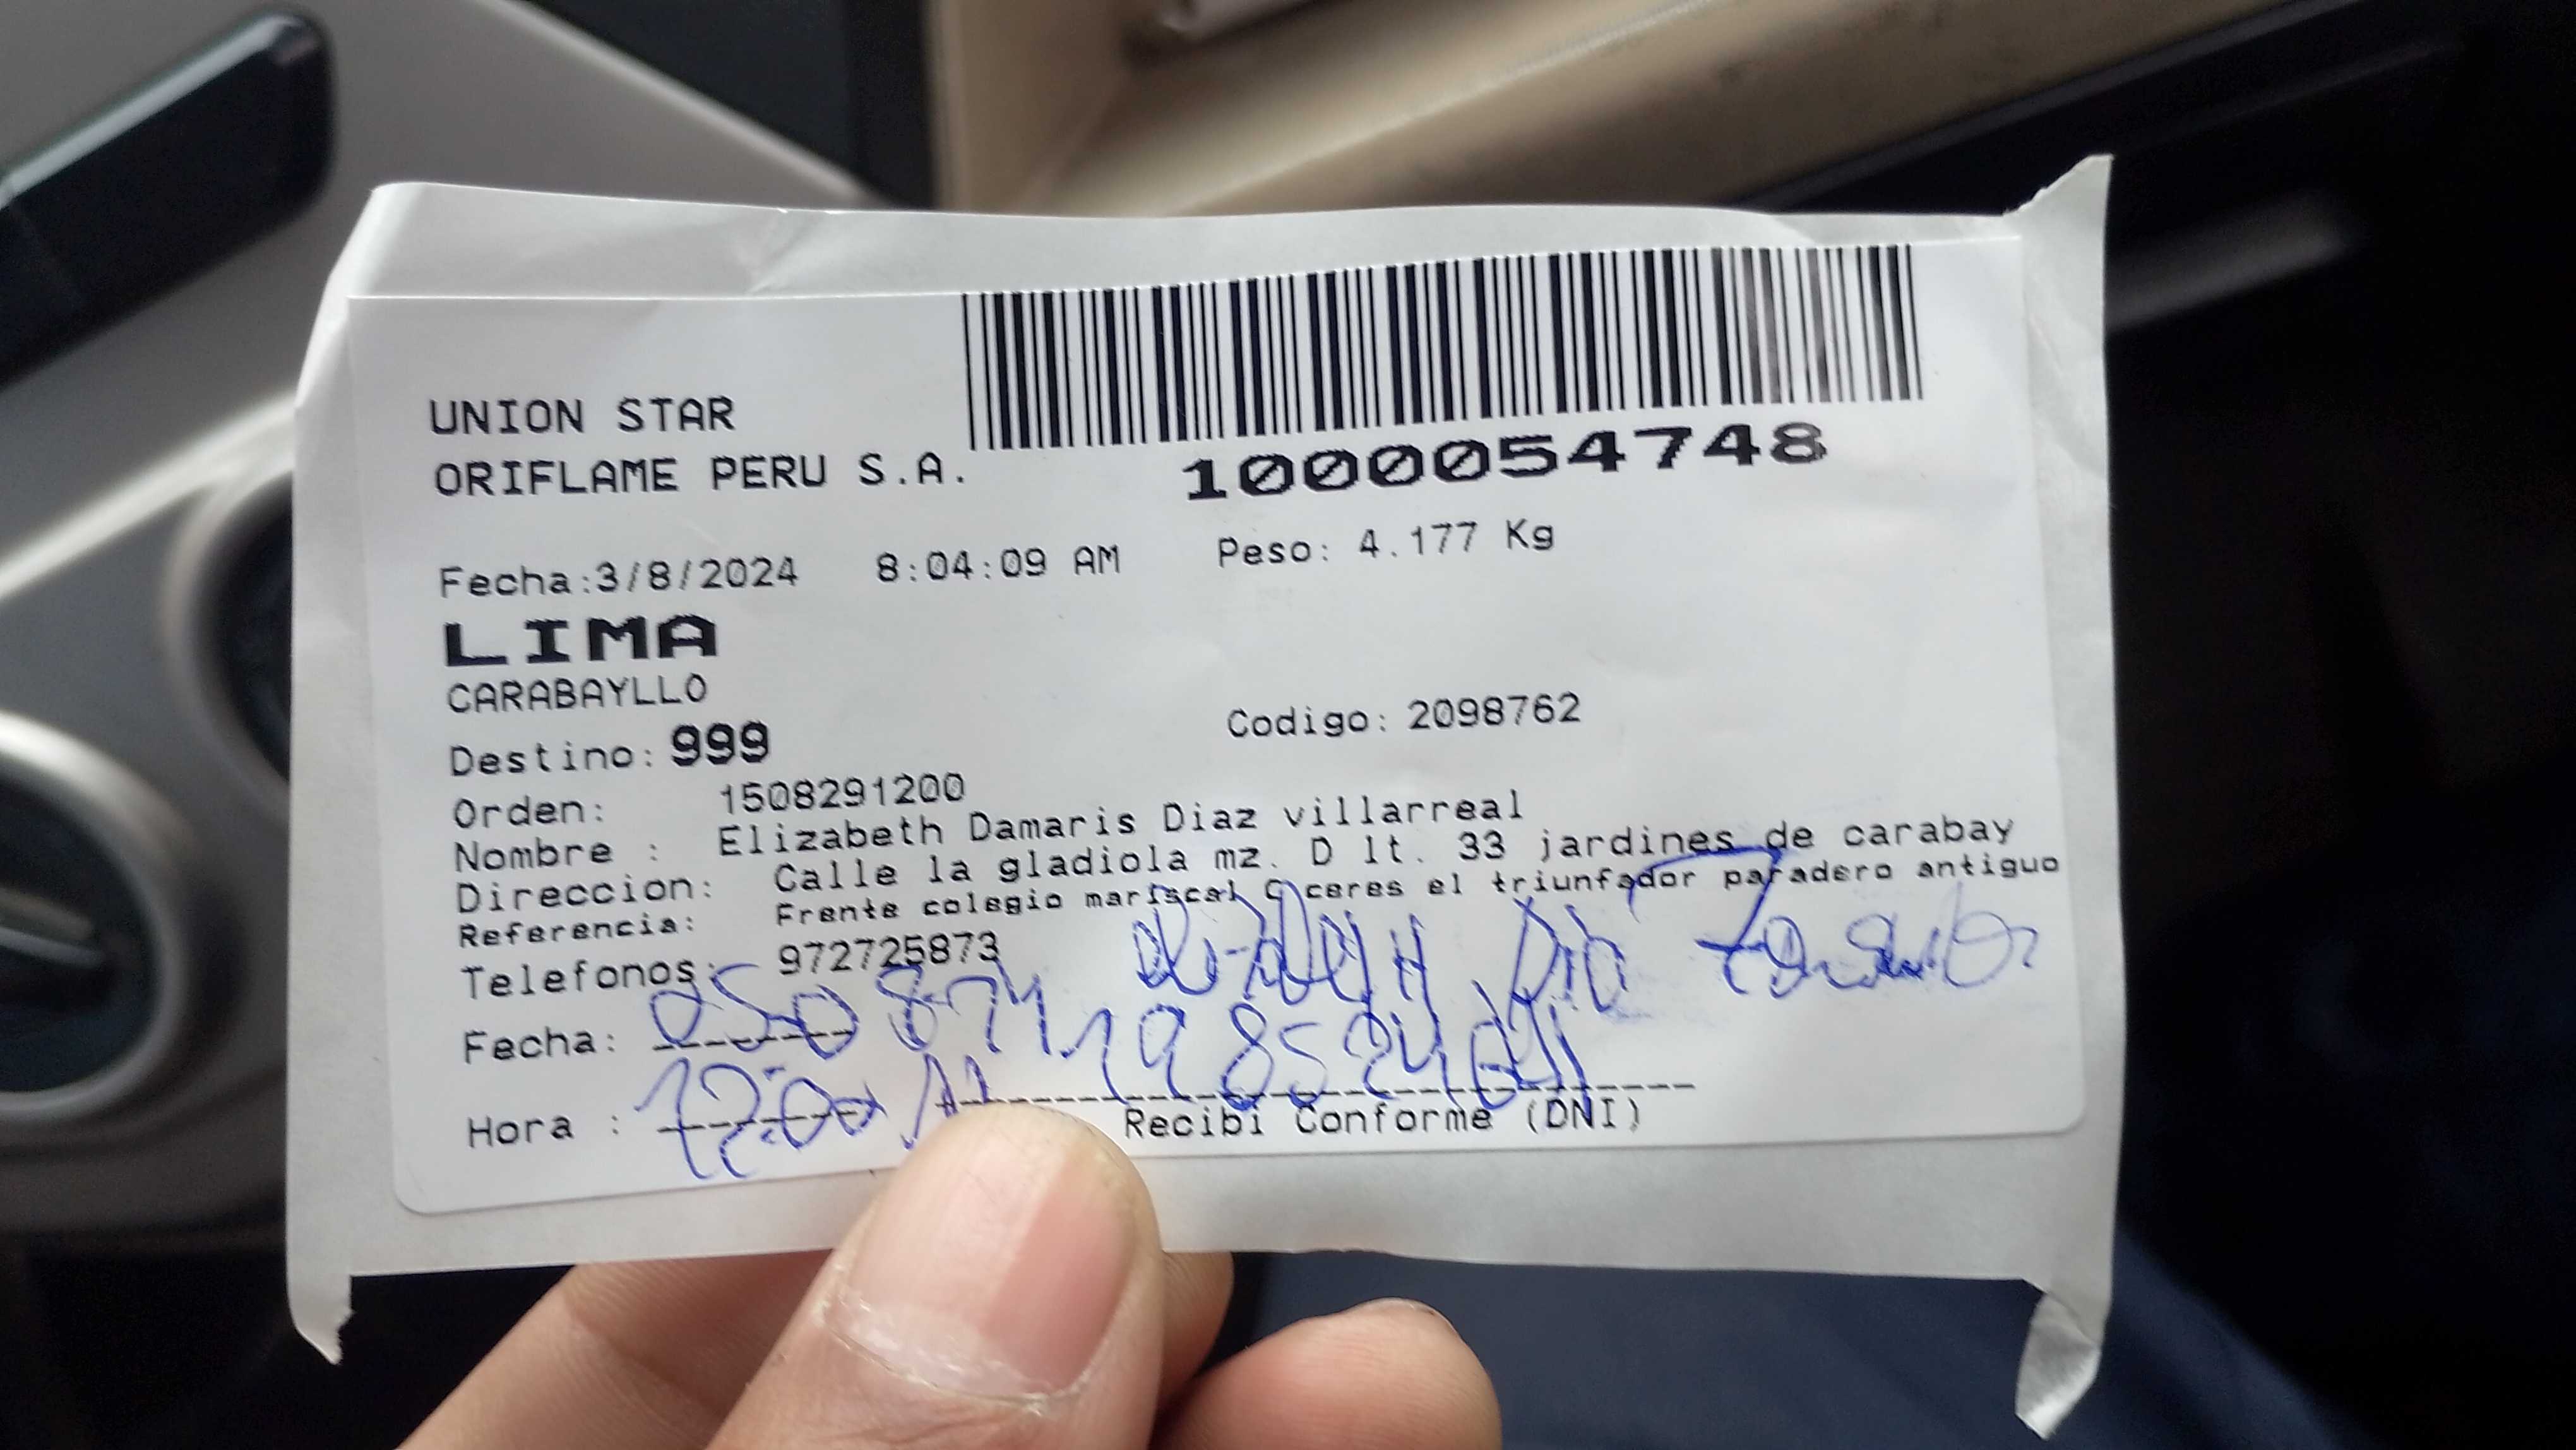 UNION STAR
ORIFLAME PERU S.A.
1000054748
Fecha:3/8/2024 8:04:09 AM Peso: 4.177 Kg
LIMA
CARABAYLLO
Destino: 999 Codigo: 2098762
Orden: 1508291200
Nombre : Elizabeth Damaris Diaz villarreal
Direccion: Calle la gladiola mz. D lt. 33 jardines de carabay
Referencia: Frente colegio mariscal C ceres el triunfador paradero antiguo
Telefonos: 972725873
Fecha:
Hora : 12:00
Recibi Conforme (DNI)